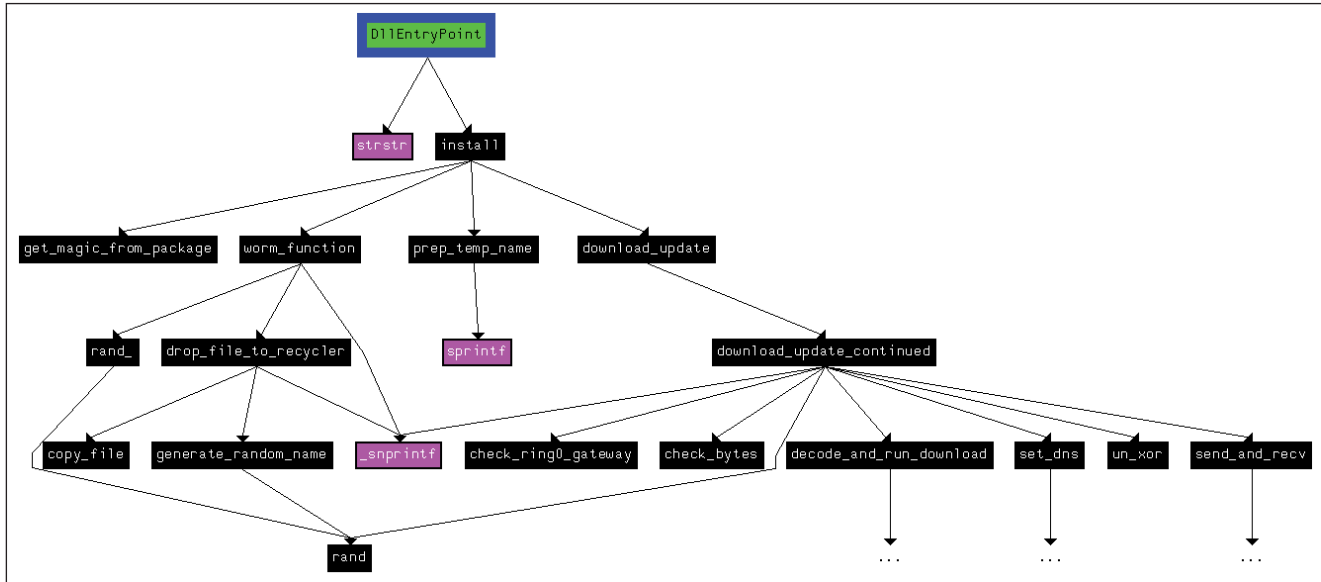 DllEntryPoint
strstr
install
get_magic_from_package
worm_function
prep_temp_name
download_update
rand_
drop_file_to_recycler
sprintf
download_update_continued
copy_file
generate_random_name
_snprintf
check_ring0_gateway
check_bytes
decode_and_run_download
set_dns
un_xor
send_and_recv
rand
...
...
...